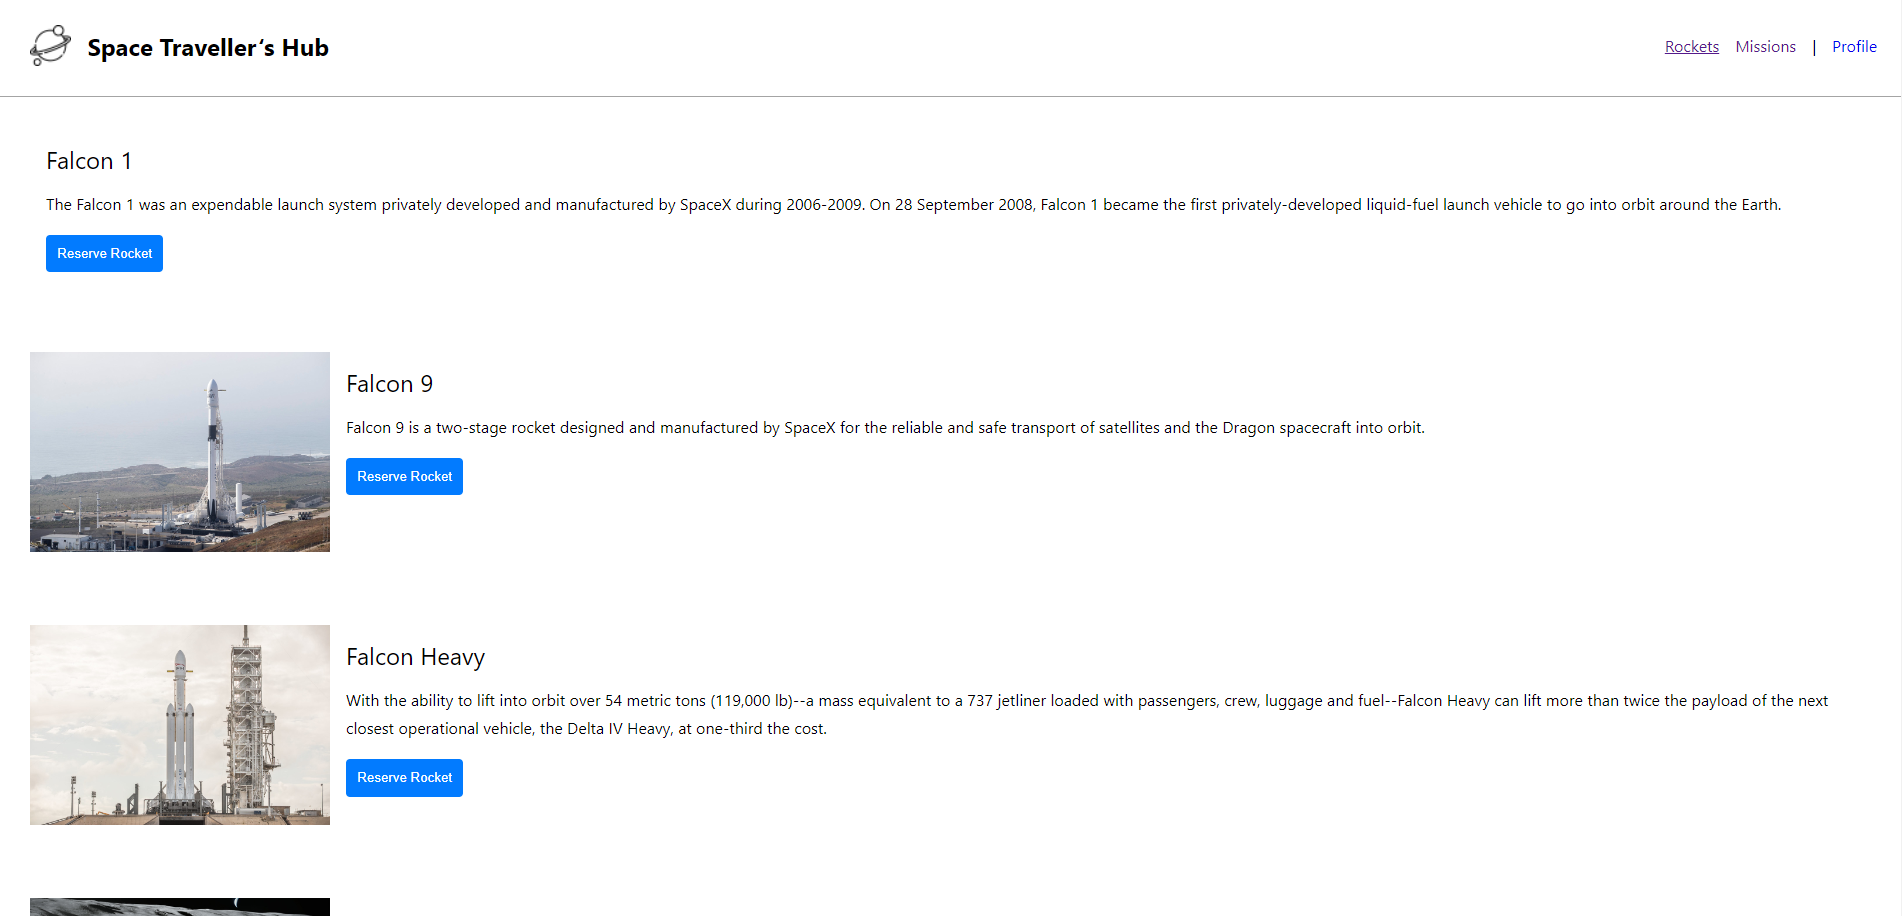 Space Traveller‘s Hub
Rockets Missions | Profile
Falcon 1
The Falcon 1 was an expendable launch system privately developed and manufactured by SpaceX during 2006-2009. On 28 September 2008, Falcon 1 became the first privately-developed liquid-fuel launch vehicle to go into orbit around the Earth.
Reserve Rocket
Falcon 9
Falcon 9 is a two-stage rocket designed and manufactured by SpaceX for the reliable and safe transport of satellites and the Dragon spacecraft into orbit.
Reserve Rocket
Falcon Heavy
With the ability to lift into orbit over 54 metric tons (119,000 lb)--a mass equivalent to a 737 jetliner loaded with passengers, crew, luggage and fuel--Falcon Heavy can lift more than twice the payload of the next
closest operational vehicle, the Delta IV Heavy, at one-third the cost.
Reserve Rocket